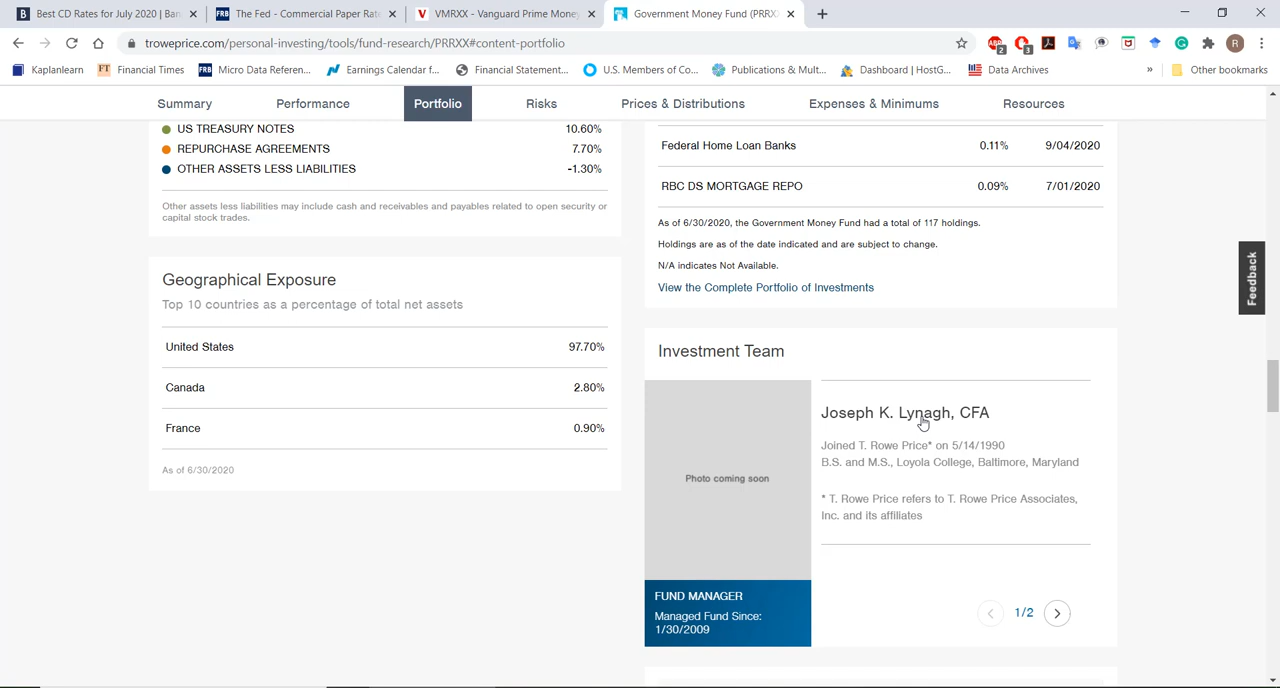 Best CD Rates for July 2020 | Ban
The Fed - Commercial Paper Rate
VMRXX - Vanguard Prime Money
Government Money Fund (PRRX
troweprice.com/personal-investing/tools/fund-research/PRRXX#content-portfolio
Kaplanlearn
Financial Times
Micro Data Referen...
Earnings Calendar f...
Financial Statement...
U.S. Members of Co...
Publications & Mult...
Dashboard | HostG...
Data Archives
»
Other bookmarks
Summary
Performance
Portfolio
Risks
Prices & Distributions
Expenses & Minimums
Resources
US TREASURY NOTES 10.60%
REPURCHASE AGREEMENTS 7.70%
OTHER ASSETS LESS LIABILITIES -1.30%
Other assets less liabilities may include cash and receivables and payables related to open security or
capital stock trades.
Geographical Exposure
Top 10 countries as a percentage of total net assets
United States 97.70%
Canada 2.80%
France 0.90%
As of 6/30/2020
Federal Home Loan Banks 0.11% 9/04/2020
RBC DS MORTGAGE REPO 0.09% 7/01/2020
As of 6/30/2020, the Government Money Fund had a total of 117 holdings.
Holdings are as of the date indicated and are subject to change.
N/A indicates Not Available.
View the Complete Portfolio of Investments
Investment Team
Photo coming soon
FUND MANAGER
Managed Fund Since:
1/30/2009
Joseph K. Lynagh, CFA
Joined T. Rowe Price* on 5/14/1990
B.S. and M.S., Loyola College, Baltimore, Maryland
* T. Rowe Price refers to T. Rowe Price Associates,
Inc. and its affiliates
1/2
Feedback